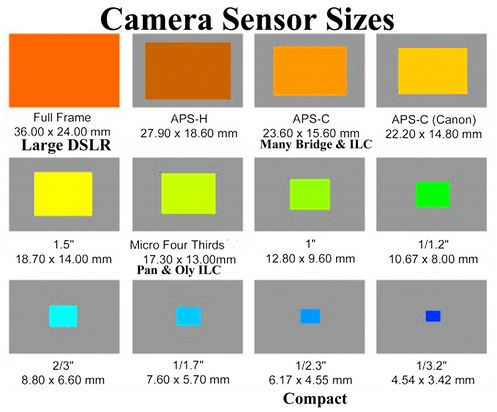 Camera Sensor Sizes
Full Frame
36.00 x 24.00 mm
Large DSLR
APS-H
27.90 x 18.60 mm
APS-C
23.60 x 15.60 mm
Many Bridge & ILC
APS-C (Canon)
22.20 x 14.80 mm
1.5"
18.70 x 14.00 mm
Micro Four Thirds
17.30 x 13.00mm
Pan & Oly ILC
1"
12.80 x 9.60 mm
1/1.2"
10.67 x 8.00 mm
2/3"
8.80 x 6.60 mm
1/1.7"
7.60 x 5.70 mm
1/2.3"
6.17 x 4.55 mm
Compact
1/3.2"
4.54 x 3.42 mm